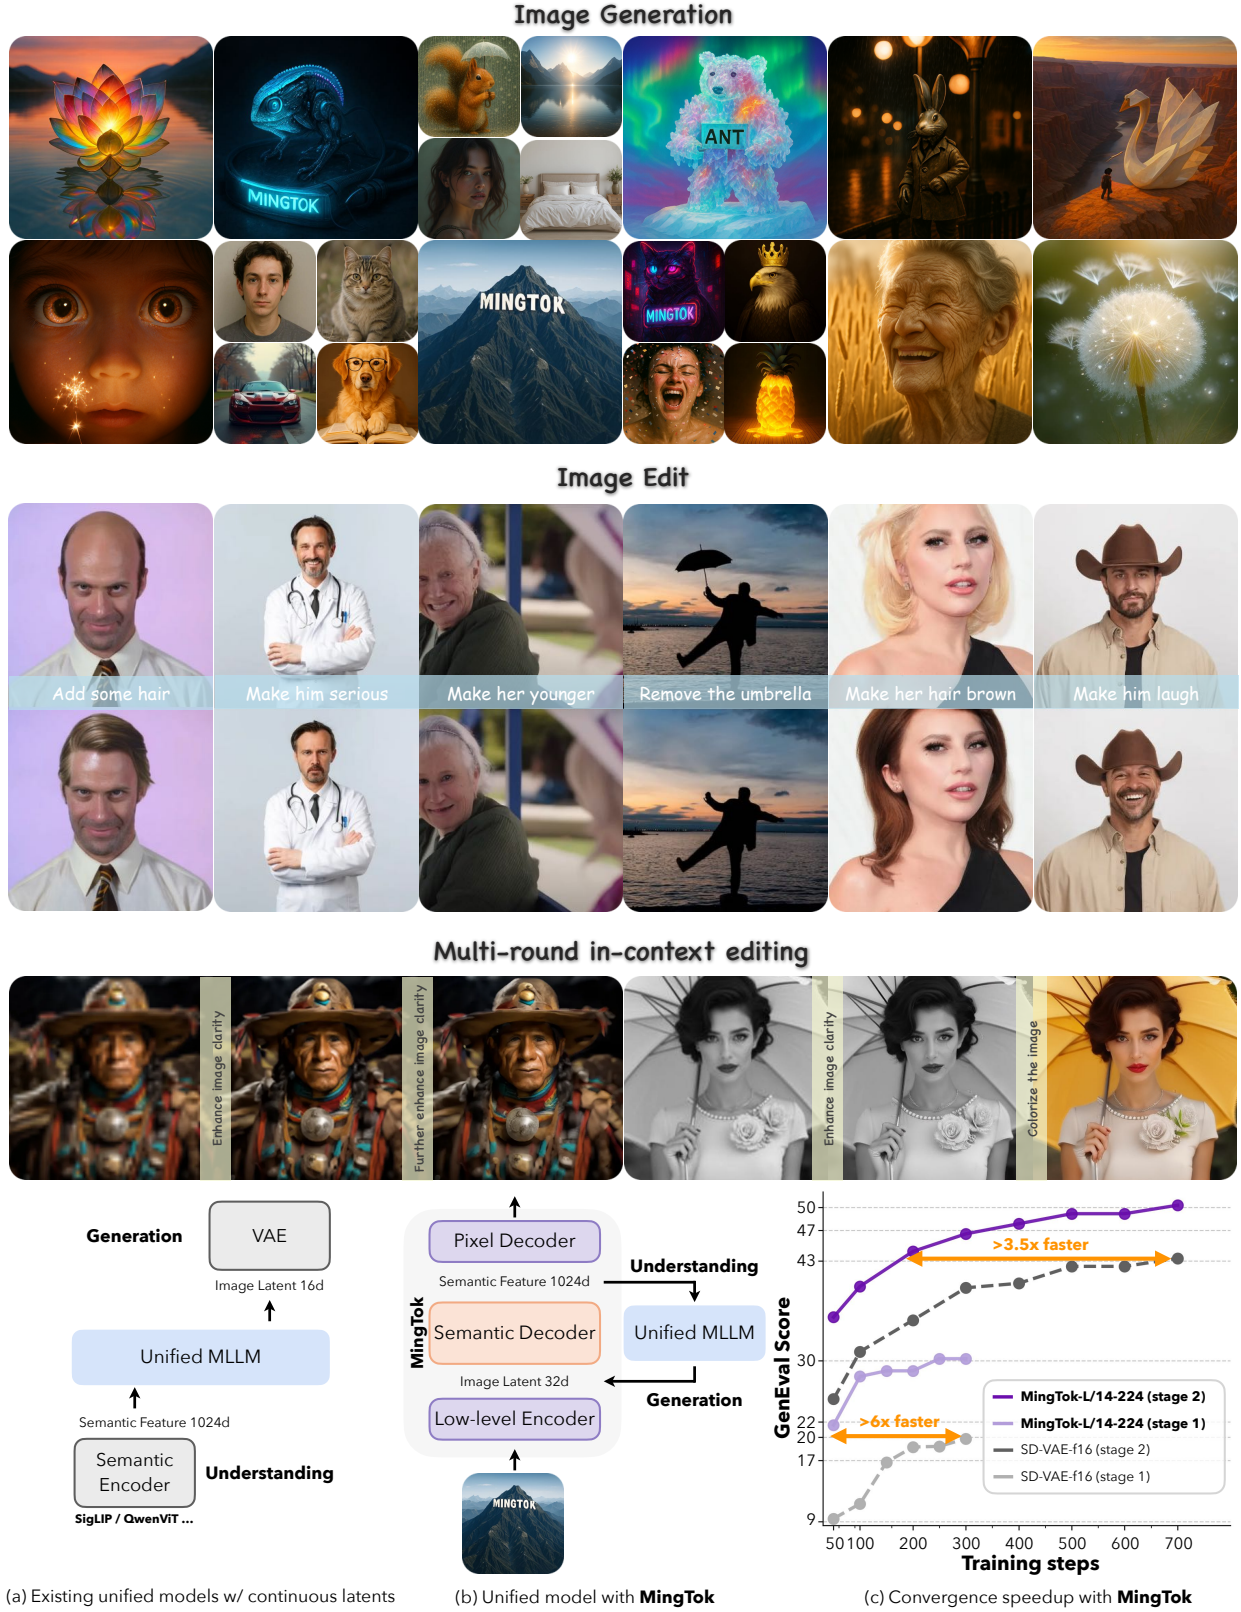 Image Generation
MINGTOK
ANT
MINGTOK
MINGTOK
Image Edit
Add some hair
Make him serious
Make her younger
Remove the umbrella
Make her hair brown
Make him laugh
Multi-round in-context editing
Enhance image clarity
Further enhance image clarity
Enhance image clarity
Colorize the image
Generation
VAE
Image Latent 16d
Unified MLLM
Semantic Feature 1024d
Semantic
Encoder
Understanding
SigLIP / QwenViT ...
(a) Existing unified models w/ continuous latents
MingTok
Pixel Decoder
Semantic Feature 1024d
Understanding
Semantic Decoder
Unified MLLM
Image Latent 32d
Generation
Low-level Encoder
MINGTOK
(b) Unified model with MingTok
GenEval Score
50
47
43
30
22
20
17
9
>3.5x faster
>6x faster
MingTok-L/14-224 (stage 2)
MingTok-L/14-224 (stage 1)
SD-VAE-f16 (stage 2)
SD-VAE-f16 (stage 1)
50 100 200 300 400 500 600 700
Training steps
(c) Convergence speedup with MingTok